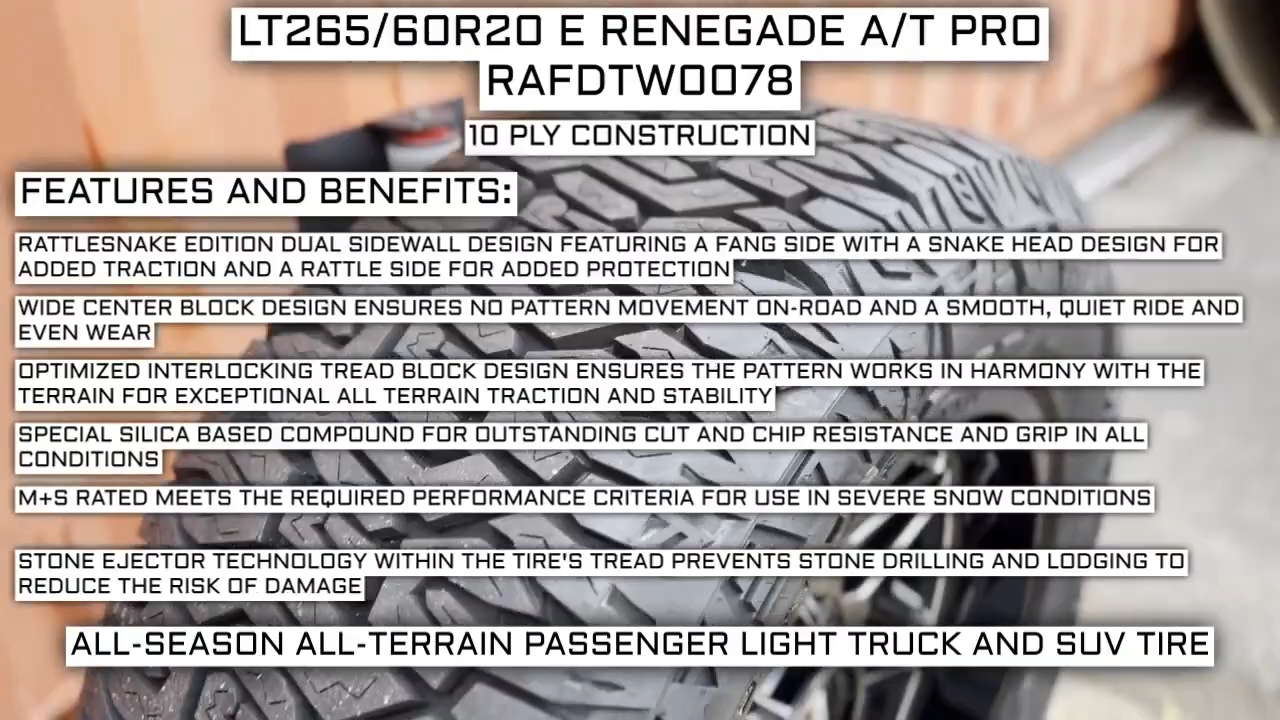 LT265/60R20 E RENEGADE A/T PRO
RAFDTW0078
10 PLY CONSTRUCTION
FEATURES AND BENEFITS:
RATTLESNAKE EDITION DUAL SIDEWALL DESIGN FEATURING A FANG SIDE WITH A SNAKE HEAD DESIGN FOR
ADDED TRACTION AND A RATTLE SIDE FOR ADDED PROTECTION
WIDE CENTER BLOCK DESIGN ENSURES NO PATTERN MOVEMENT ON-ROAD AND A SMOOTH, QUIET RIDE AND
EVEN WEAR
OPTIMIZED INTERLOCKING TREAD BLOCK DESIGN ENSURES THE PATTERN WORKS IN HARMONY WITH THE
TERRAIN FOR EXCEPTIONAL ALL TERRAIN TRACTION AND STABILITY
SPECIAL SILICA BASED COMPOUND FOR OUTSTANDING CUT AND CHIP RESISTANCE AND GRIP IN ALL
CONDITIONS
M+S RATED MEETS THE REQUIRED PERFORMANCE CRITERIA FOR USE IN SEVERE SNOW CONDITIONS
STONE EJECTOR TECHNOLOGY WITHIN THE TIRE'S TREAD PREVENTS STONE DRILLING AND LODGING TO
REDUCE THE RISK OF DAMAGE
ALL-SEASON ALL-TERRAIN PASSENGER LIGHT TRUCK AND SUV TIRE